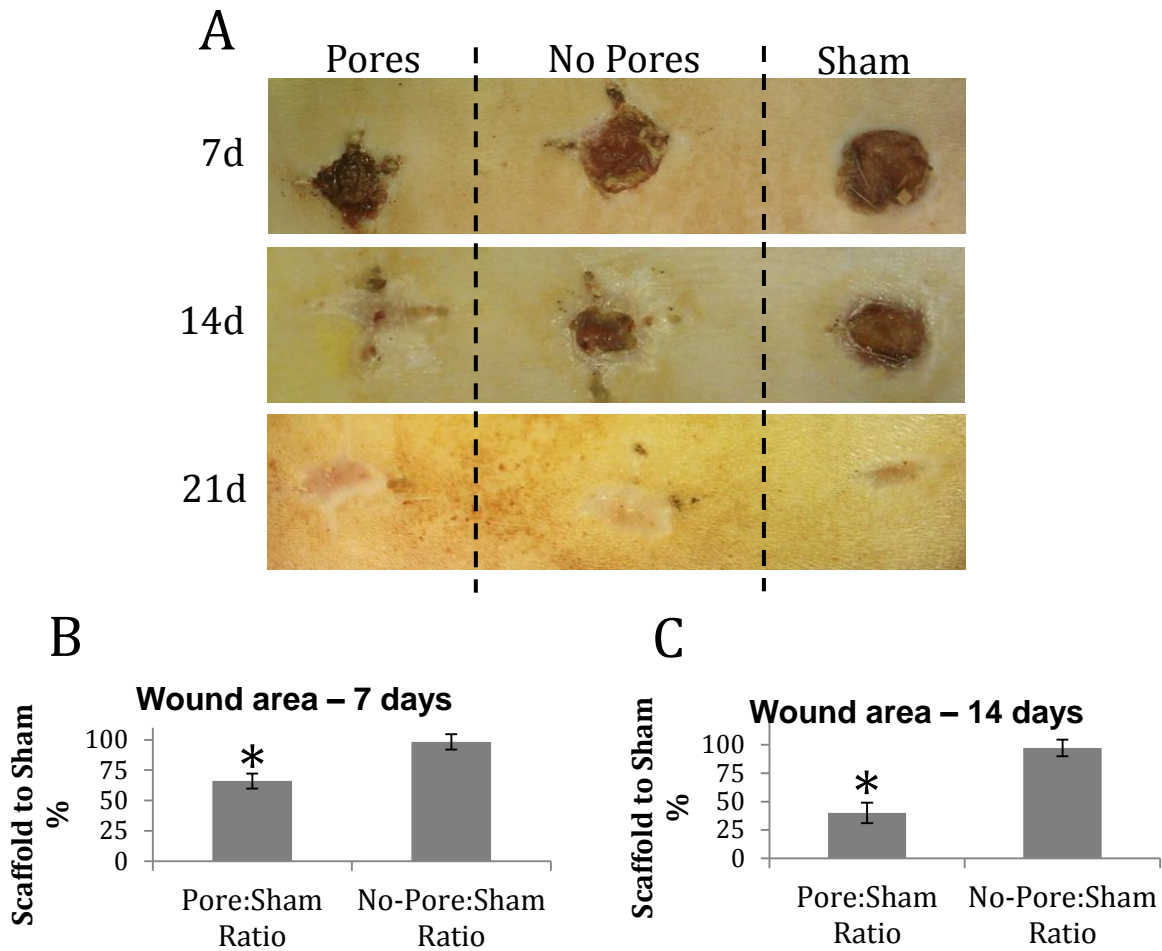 A
Pores No Pores Sham
7d
14d
21d
B
Wound area – 7 days
Scaffold to Sham
%
100
75
50
25
0
*
Pore:Sham
Ratio
No-Pore:Sham
Ratio
C
Wound area – 14 days
Scaffold to Sham
%
100
75
50
25
0
*
Pore:Sham
Ratio
No-Pore:Sham
Ratio